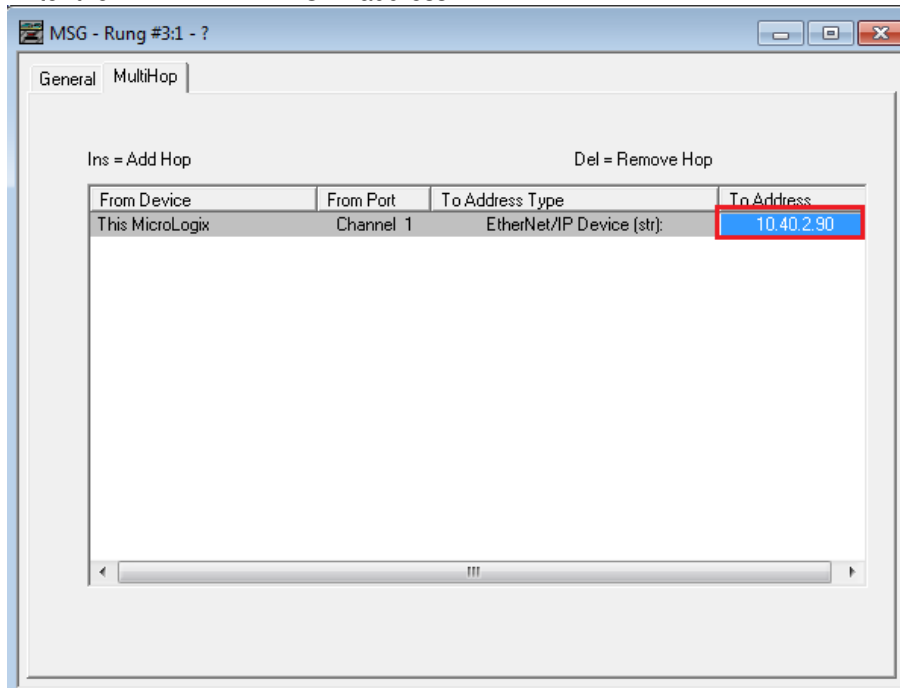 MSG - Rung #3:1 - ?
General MultiHop
Ins = Add Hop Del = Remove Hop
From Device From Port To Address Type To Address
This MicroLogix Channel 1 EtherNet/IP Device (str): 10.40.2.90